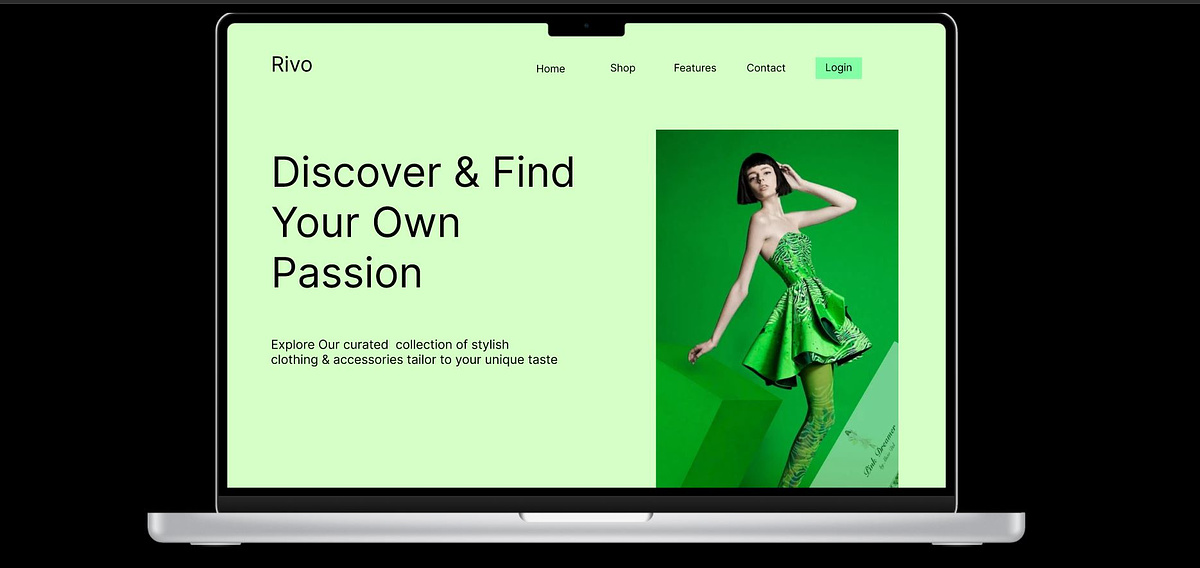 Rivo
Home Shop Features Contact Login
Discover & Find
Your Own
Passion
Explore Our curated  collection of stylish
clothing & accessories tailor to your unique taste
Pink Dreamer